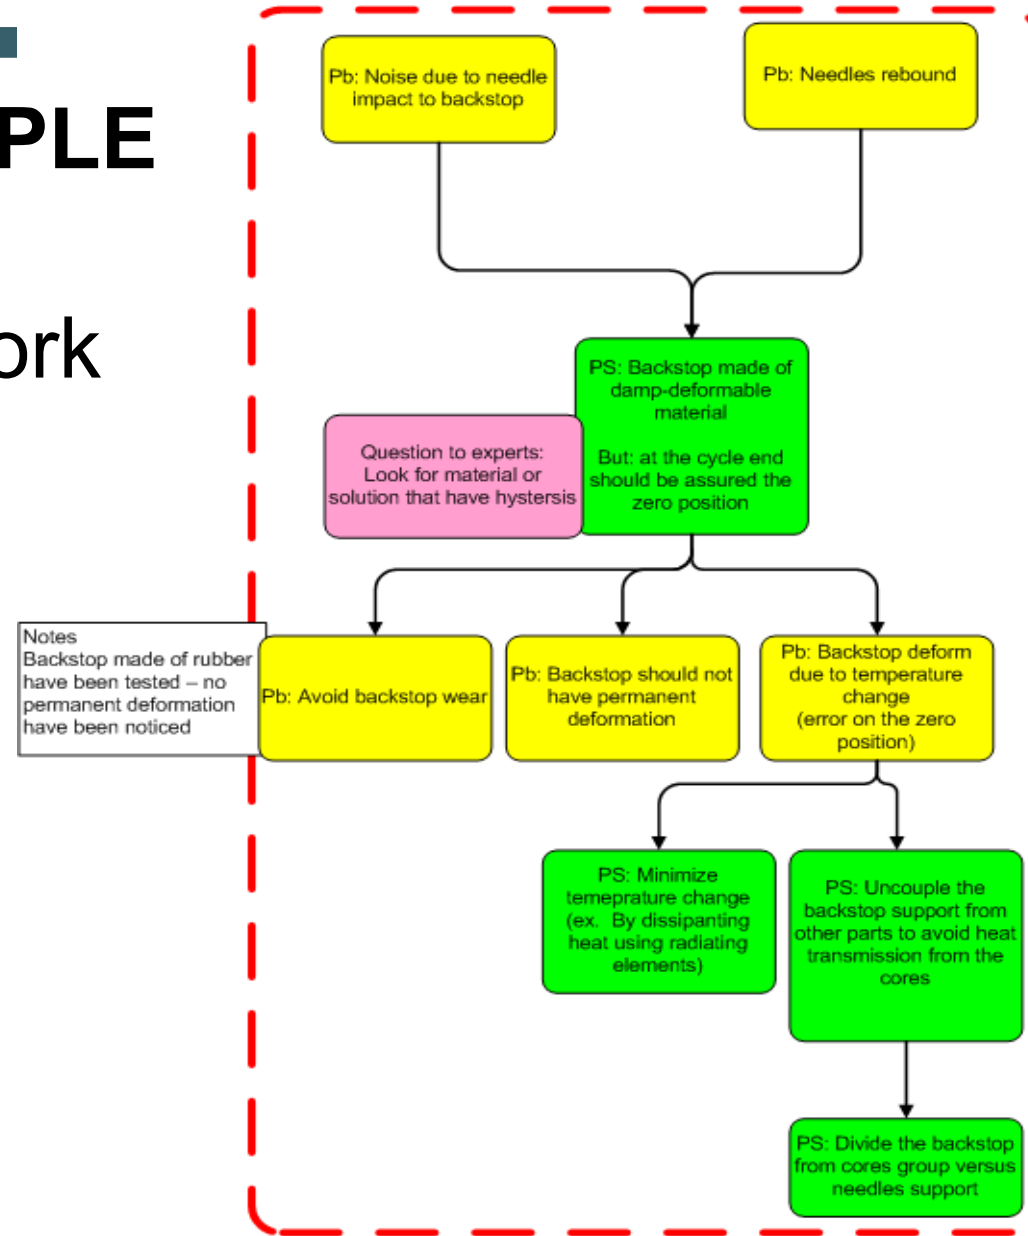 PLE
ork
Pb: Noise due to needle
impact to backstop
Pb: Needles rebound
PS: Backstop made of
damp-deformable
material
But: at the cycle end
should be assured the
zero position
Question to experts:
Look for material or
solution that have hystersis
Notes
Backstop made of rubber
have been tested – no
permanent deformation
have been noticed
Pb: Avoid backstop wear
Pb: Backstop should not
have permanent
deformation
Pb: Backstop deform
due to temperature
change
(error on the zero
position)
PS: Minimize
temeprature change
(ex. By dissipanting
heat using radiating
elements)
PS: Uncouple the
backstop support from
other parts to avoid heat
transmission from the
cores
PS: Divide the backstop
from cores group versus
needles support